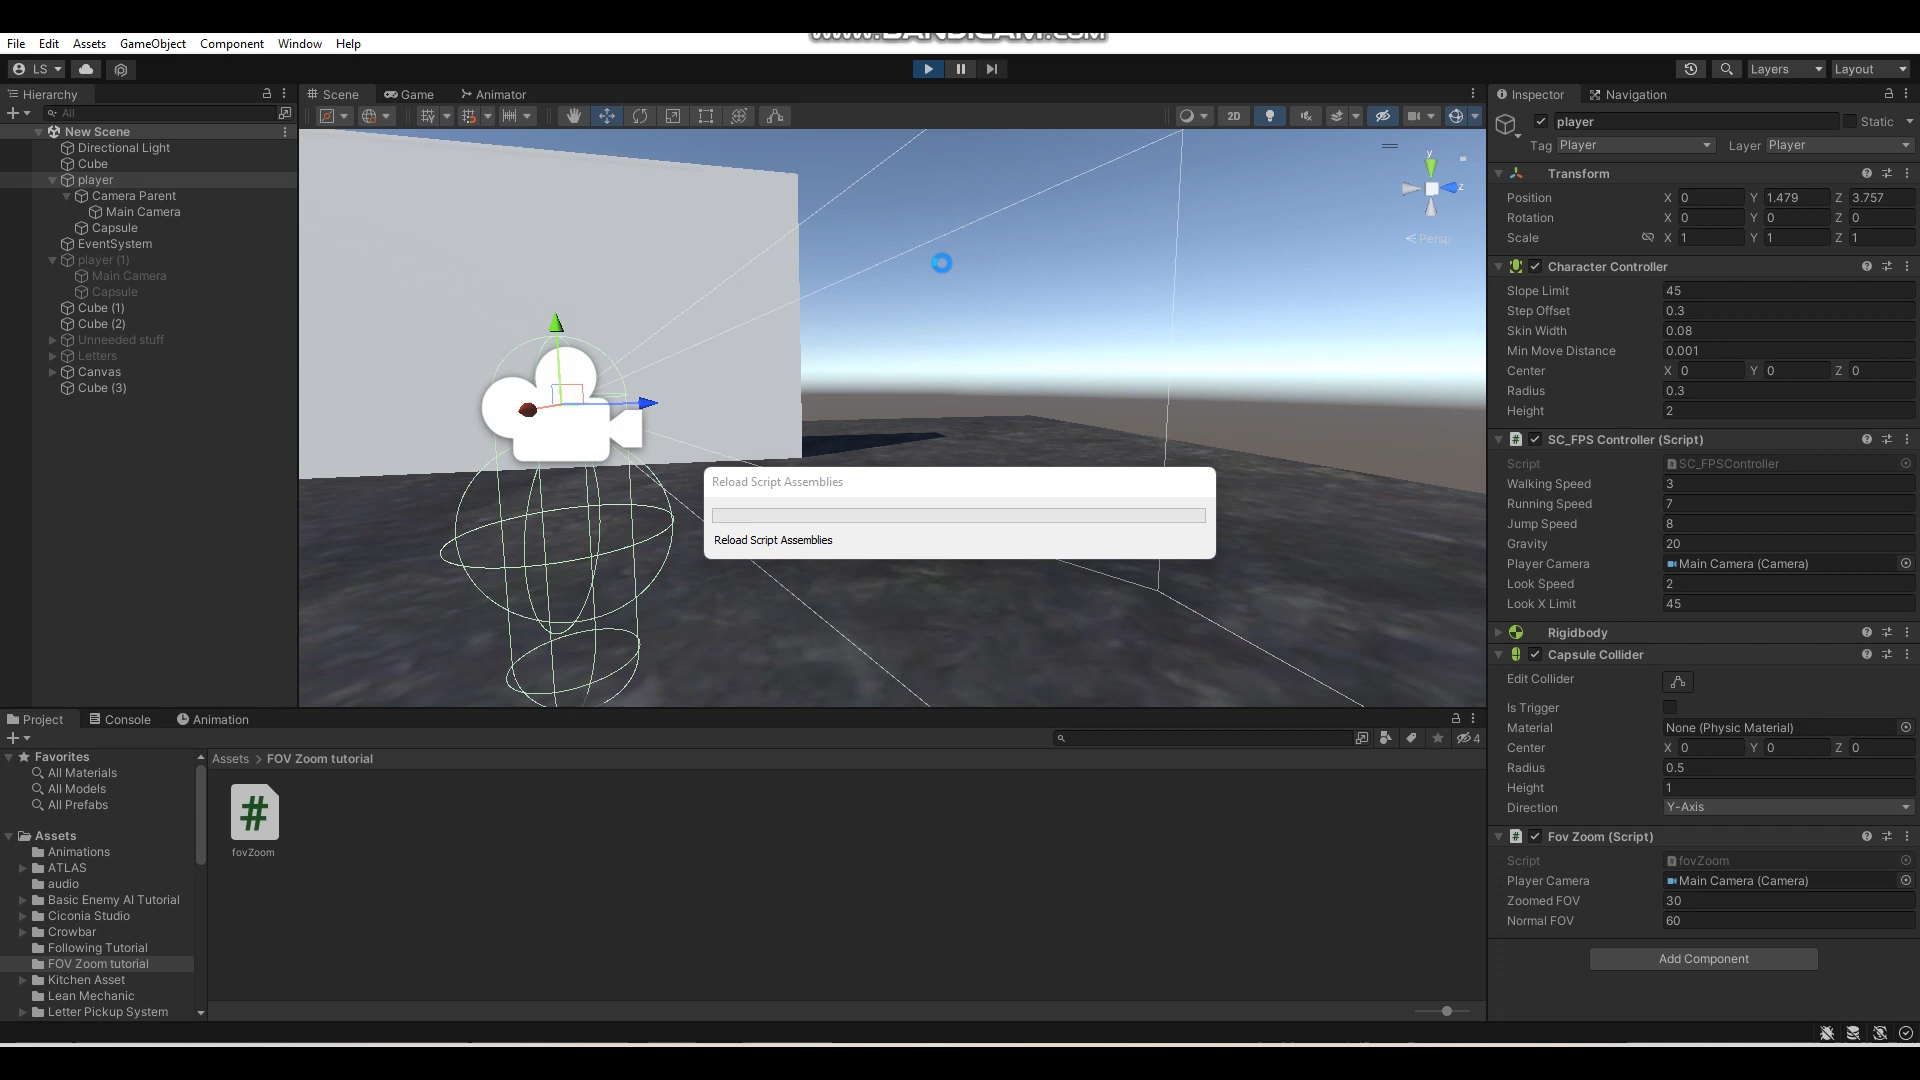 www.BANDICAM.com
File Edit Assets GameObject Component Window Help
LS
Layers Layout
Hierarchy
All
New Scene
Directional Light
Cube
player
Camera Parent
Main Camera
Capsule
EventSystem
player (1)
Main Camera
Capsule
Cube (1)
Cube (2)
Unneeded stuff
Letters
Canvas
Cube (3)
Scene Game Animator
2D
y
z
Persp
Reload Script Assemblies
Reload Script Assemblies
Inspector Navigation
player Static
Tag Player Layer Player
Transform
Position X 0 Y 1.479 Z 3.757
Rotation X 0 Y 0 Z 0
Scale X 1 Y 1 Z 1
Character Controller
Slope Limit 45
Step Offset 0.3
Skin Width 0.08
Min Move Distance 0.001
Center X 0 Y 0 Z 0
Radius 0.3
Height 2
# SC_FPS Controller (Script)
Script SC_FPSController
Walking Speed 3
Running Speed 7
Jump Speed 8
Gravity 20
Player Camera Main Camera (Camera)
Look Speed 2
Look X Limit 45
Rigidbody
Capsule Collider
Edit Collider
Is Trigger
Material None (Physic Material)
Center X 0 Y 0 Z 0
Radius 0.5
Height 1
Direction Y-Axis
# Fov Zoom (Script)
Script fovZoom
Player Camera Main Camera (Camera)
Zoomed FOV 30
Normal FOV 60
Add Component
Project Console Animation
4
Favorites
All Materials
All Models
All Prefabs
Assets
Animations
ATLAS
audio
Basic Enemy AI Tutorial
Ciconia Studio
Crowbar
Following Tutorial
FOV Zoom tutorial
Kitchen Asset
Lean Mechanic
Letter Pickup System
Assets > FOV Zoom tutorial
#
fovZoom